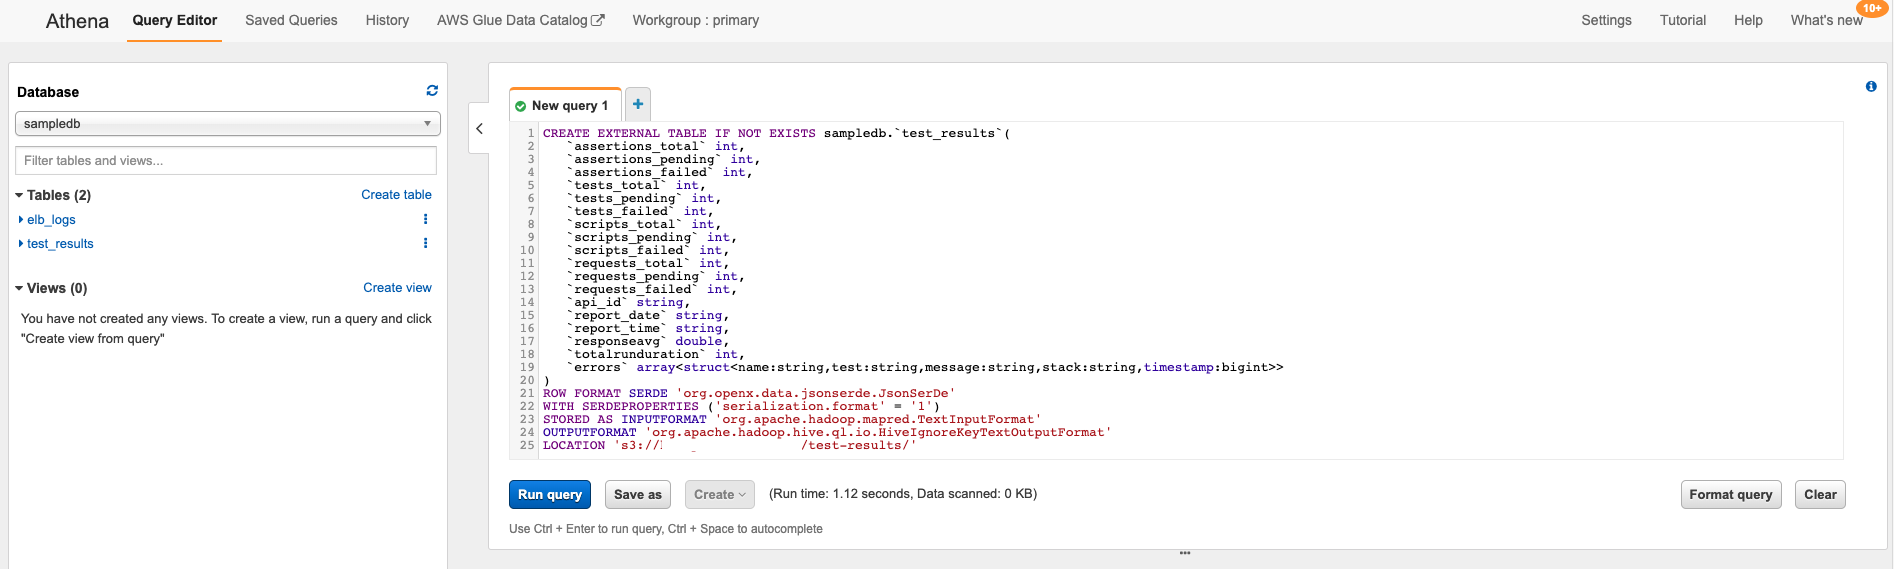 Athena Query Editor Saved Queries History AWS Glue Data Catalog Workgroup : primary Settings Tutorial Help What's new 10+
Database
sampledb
Filter tables and views...
Tables (2) Create table
elb_logs
test_results
Views (0) Create view
You have not created any views. To create a view, run a query and click
"Create view from query"
New query 1
1 CREATE EXTERNAL TABLE IF NOT EXISTS sampledb.`test_results`(
2 `assertions_total` int,
3 `assertions_pending` int,
4 `assertions_failed` int,
5 `tests_total` int,
6 `tests_pending` int,
7 `tests_failed` int,
8 `scripts_total` int,
9 `scripts_pending` int,
10 `scripts_failed` int,
11 `requests_total` int,
12 `requests_pending` int,
13 `requests_failed` int,
14 `api_id` string,
15 `report_date` string,
16 `report_time` string,
17 `responseavg` double,
18 `totalrunduration` int,
19 `errors` array<struct<name:string,test:string,message:string,stack:string,timestamp:bigint>>
20 )
21 ROW FORMAT SERDE 'org.openx.data.jsonserde.JsonSerDe'
22 WITH SERDEPROPERTIES ('serialization.format' = '1')
23 STORED AS INPUTFORMAT 'org.apache.hadoop.mapred.TextInputFormat'
24 OUTPUTFORMAT 'org.apache.hadoop.hive.ql.io.HiveIgnoreKeyTextOutputFormat'
25 LOCATION 's3:// /test-results/'
Run query Save as Create (Run time: 1.12 seconds, Data scanned: 0 KB) Format query Clear
Use Ctrl + Enter to run query, Ctrl + Space to autocomplete